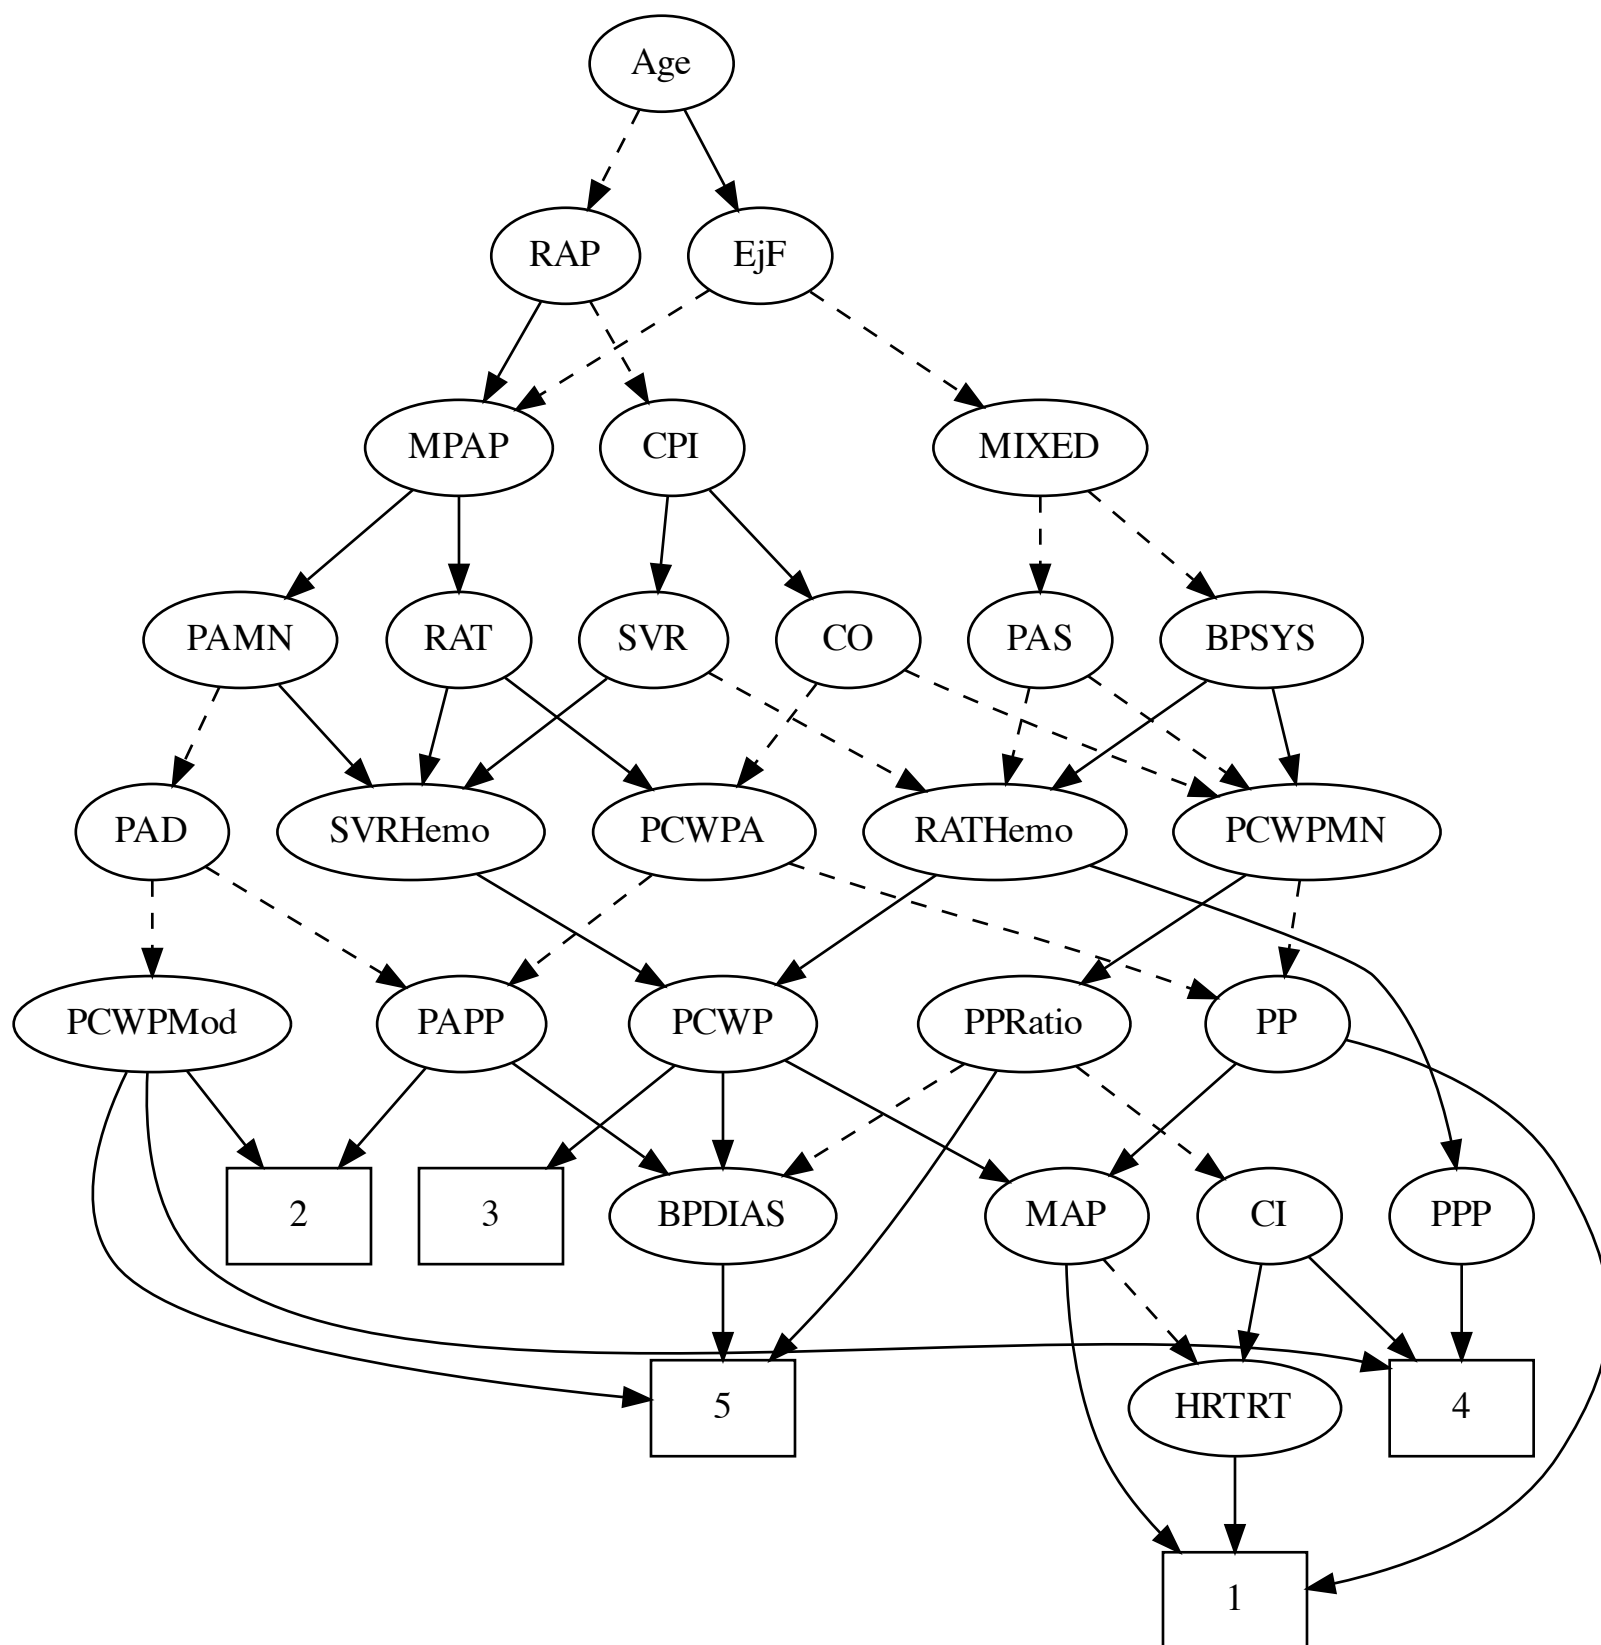 Age
RAP
EjF
MPAP
CPI
MIXED
PAMN
RAT
SVR
CO
PAS
BPSYS
PAD
SVRHemo
PCWPA
RATHemo
PCWPMN
PCWPMod
PAPP
PCWP
PPRatio
PP
2
3
BPDIAS
MAP
CI
PPP
5
HRTRT
4
1